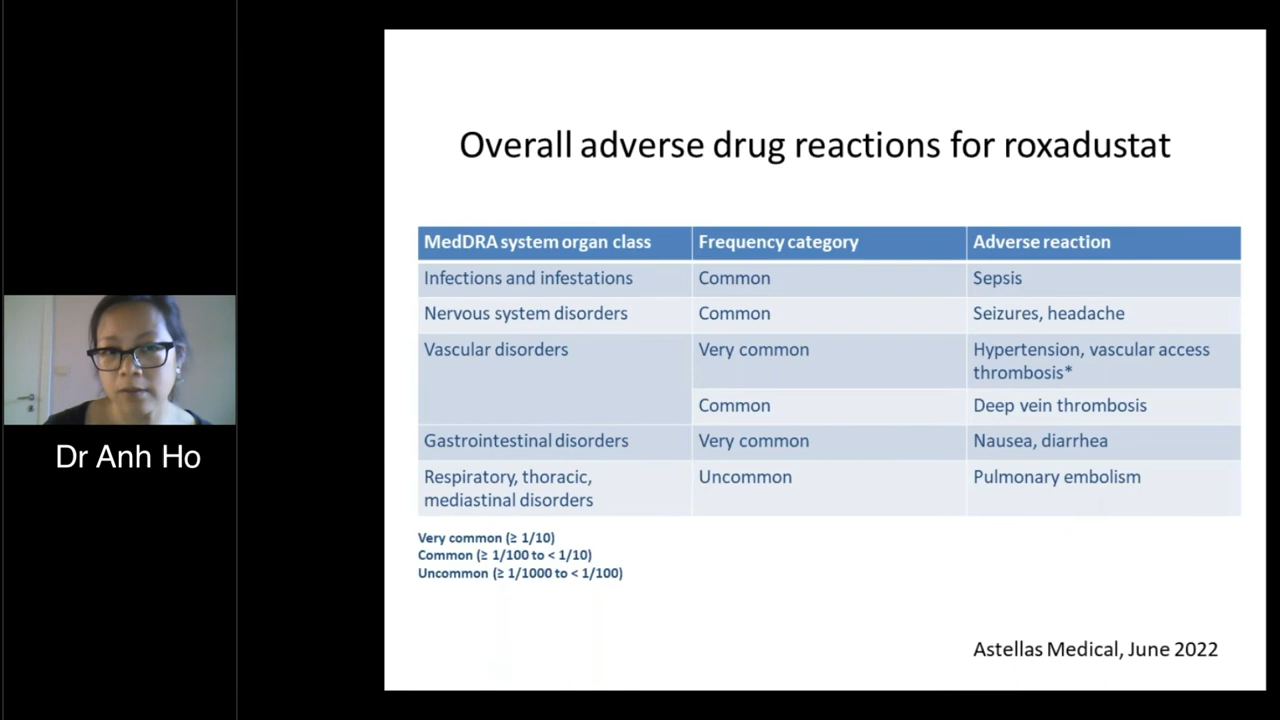 Overall adverse drug reactions for roxadustat
MedDRA system organ class Frequency category Adverse reaction
Infections and infestations Common Sepsis
Nervous system disorders Common Seizures, headache
Vascular disorders Very common Hypertension, vascular access
thrombosis*
Common Deep vein thrombosis
Gastrointestinal disorders Very common Nausea, diarrhea
Respiratory, thoracic, Uncommon Pulmonary embolism
mediastinal disorders
Very common (≥ 1/10)
Common (≥ 1/100 to < 1/10)
Uncommon (≥ 1/1000 to < 1/100)
Astellas Medical, June 2022
Dr Anh Ho